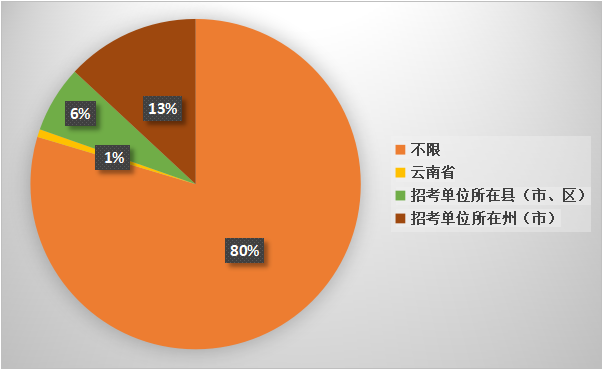 13%
6%
1%
80%
不限
云南省
招考单位所在县（市、区）
招考单位所在州（市）